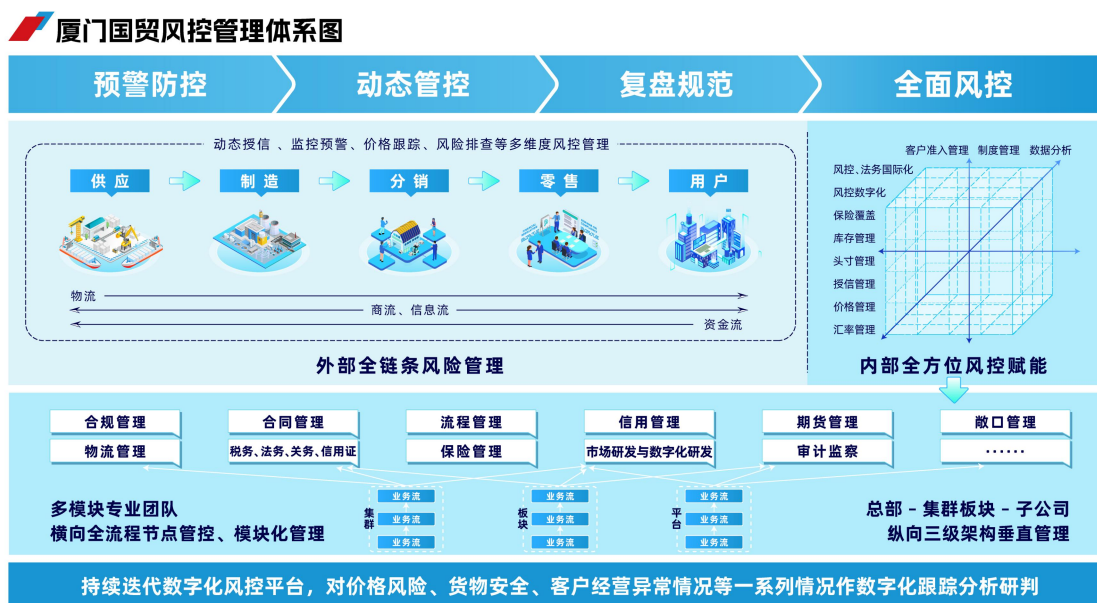 厦门国贸风控管理体系图
预警防控
动态管控
复盘规范
全面风控
动态授信 、监控预警、价格跟踪、风险排查等多维度风控管理
供应
制造
分销
零售
用户
物流
商流、信息流
资金流
外部全链条风险管理
客户准入管理 制度管理 数据分析
风控、法务国际化
风控数字化
保险覆盖
库存管理
头寸管理
授信管理
价格管理
汇率管理
内部全方位风控赋能
合规管理
合同管理
流程管理
信用管理
期货管理
敞口管理
物流管理
税务、法务、关务、信用证
保险管理
市场研发与数字化研发
审计监察
······
多模块专业团队
横向全流程节点管控、模块化管理
集群
业务流
业务流
业务流
板块
业务流
业务流
业务流
平台
业务流
业务流
业务流
总部 – 集群板块 – 子公司
纵向三级架构垂直管理
持续迭代数字化风控平台，对价格风险、货物安全、客户经营异常情况等一系列情况作数字化跟踪分析研判